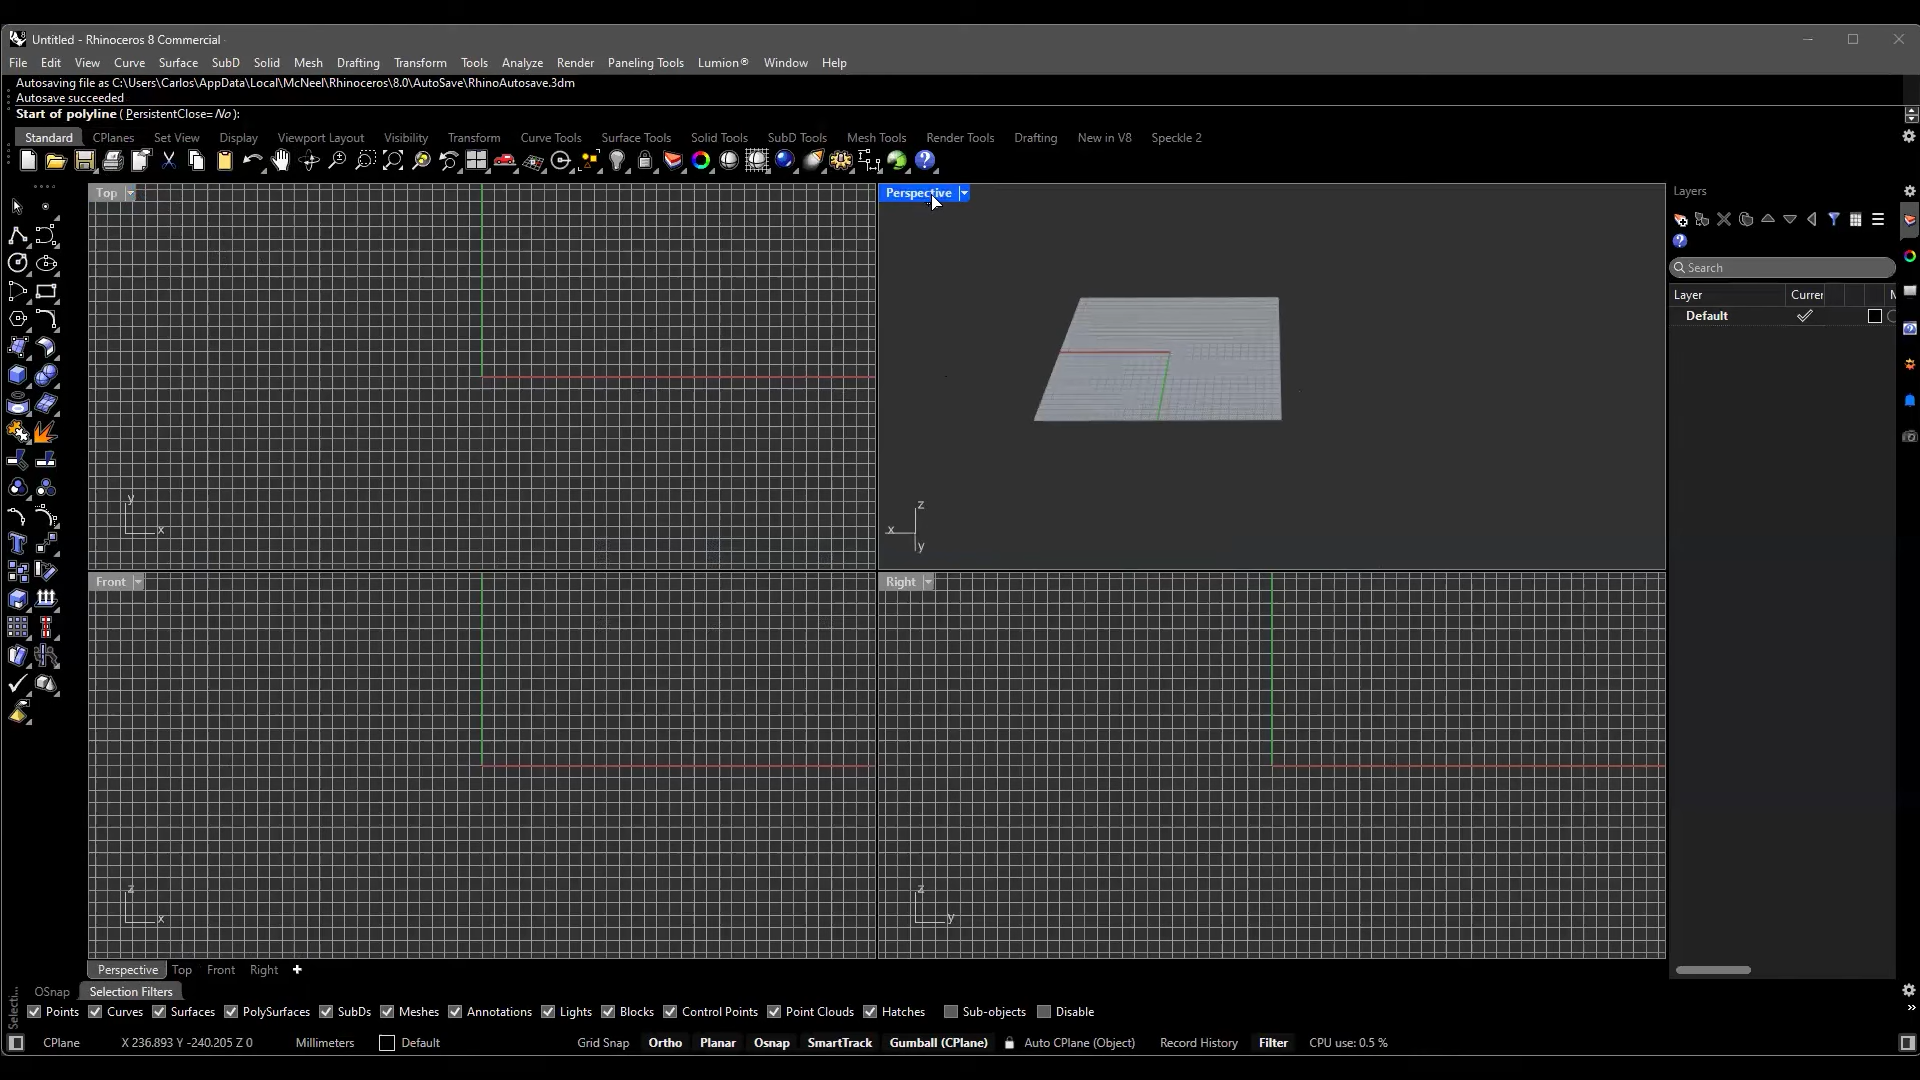 Untitled - Rhinoceros 8 Commercial
File Edit View Curve Surface SubD Solid Mesh Drafting Transform Tools Analyze Render Paneling Tools Lumion® Window Help
Autosaving file as C:\Users\Carlos\AppData\Local\McNeel\Rhinoceros\8.0\AutoSave\RhinoAutosave.3dm
Autosave succeeded
Start of polyline ( PersistentClose= No ):
Standard CPlanes Set View Display Viewport Layout Visibility Transform Curve Tools Surface Tools Solid Tools SubD Tools Mesh Tools Render Tools Drafting New in V8 Speckle 2
Top
Perspective
Layers
Search
Layer Currer
Default
y
x
z
x
y
Front
Right
z
x
z
y
Perspective Top Front Right
OSnap Selection Filters
Selecti...
Points Curves Surfaces PolySurfaces SubDs Meshes Annotations Lights Blocks Control Points Point Clouds Hatches Sub-objects Disable
CPlane X 236.893 Y -240.205 Z 0 Millimeters Default Grid Snap Ortho Planar Osnap SmartTrack Gumball (CPlane) Auto CPlane (Object) Record History Filter CPU use: 0.5 %